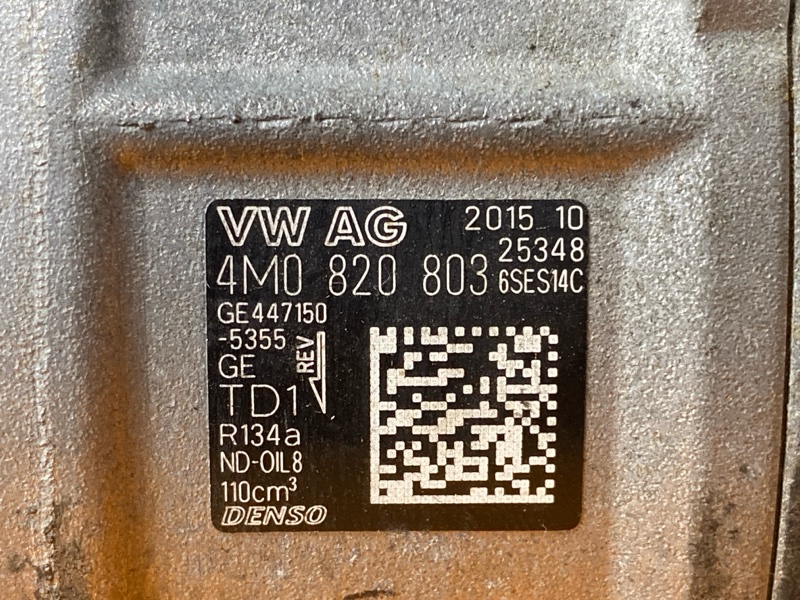 VW AG 2015 10
25348
4M0 820 803 6SES14C
GE447150
-5355
REV
GE
TD1
R134a
ND-OIL8
110cm³
DENSO